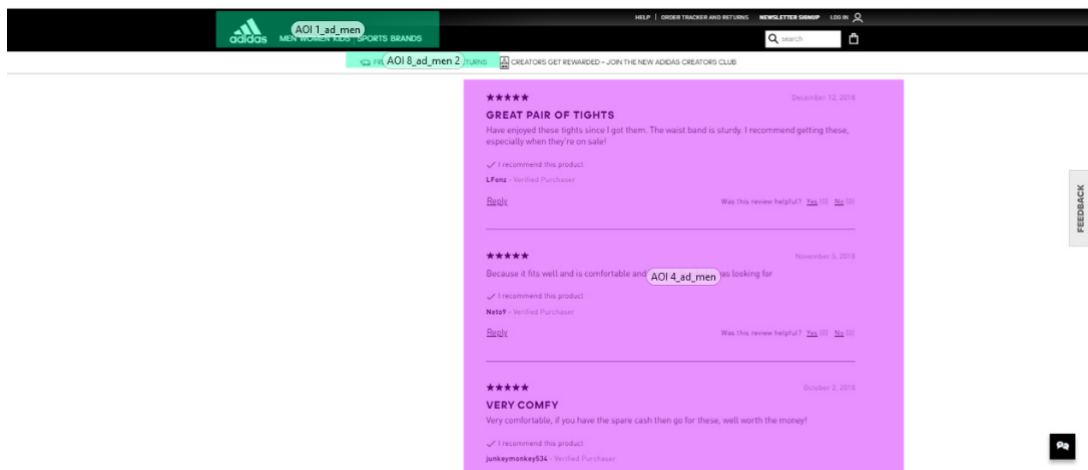 HELP | ORDER TRACKER AND RETURNS NEWSLETTER SIGNUP LOG IN
adidas
AOI 1_ad_men
MEN WOMEN KIDS SPORTS BRANDS
search
AOI 8_ad_men 2
TURNS
CREATORS GET REWARDED – JOIN THE NEW ADIDAS CREATORS CLUB
★★★★★ December 12, 2018
GREAT PAIR OF TIGHTS
Have enjoyed these tights since I got them. The waist band is sturdy. I recommend getting these,
especially when they're on sale!
✓ I recommend this product
LFonz - Verified Purchaser
Reply Was this review helpful? Yes No
★★★★★ November 5, 2018
Because it fits well and is comfortable and AOI 4_ad_men as looking for
✓ I recommend this product
Neto9 - Verified Purchaser
Reply Was this review helpful? Yes No
★★★★★ October 2, 2018
VERY COMFY
Very comfortable, if you have the spare cash then go for these, well worth the money!
✓ I recommend this product
junkeymonkey534 - Verified Purchaser
FEEDBACK